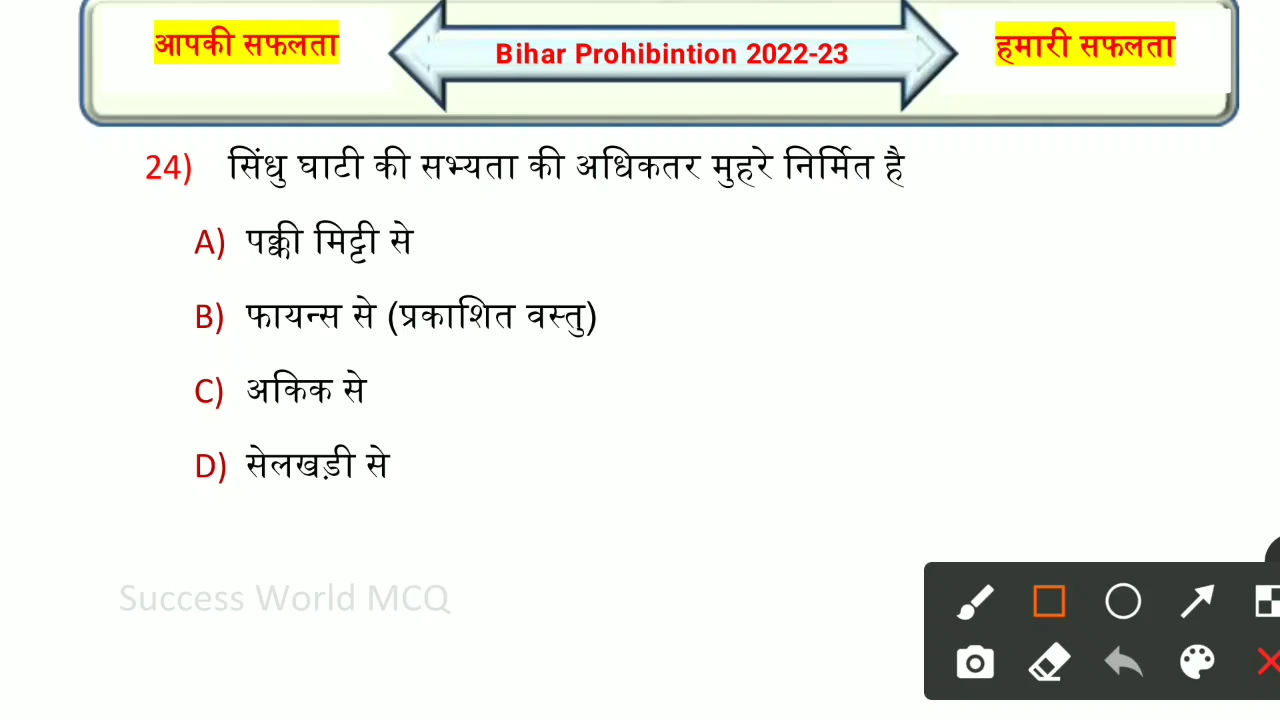 आपकी सफलता
Bihar Prohibintion 2022-23
हमारी सफलता
24) सिंधु घाटी की सभ्यता की अधिकतर मुहरे निर्मित है
A) पक्की मिट्टी से
B) फायन्स से (प्रकाशित वस्तु)
C) अकिक से
D) सेलखड़ी से
Success World MCQ